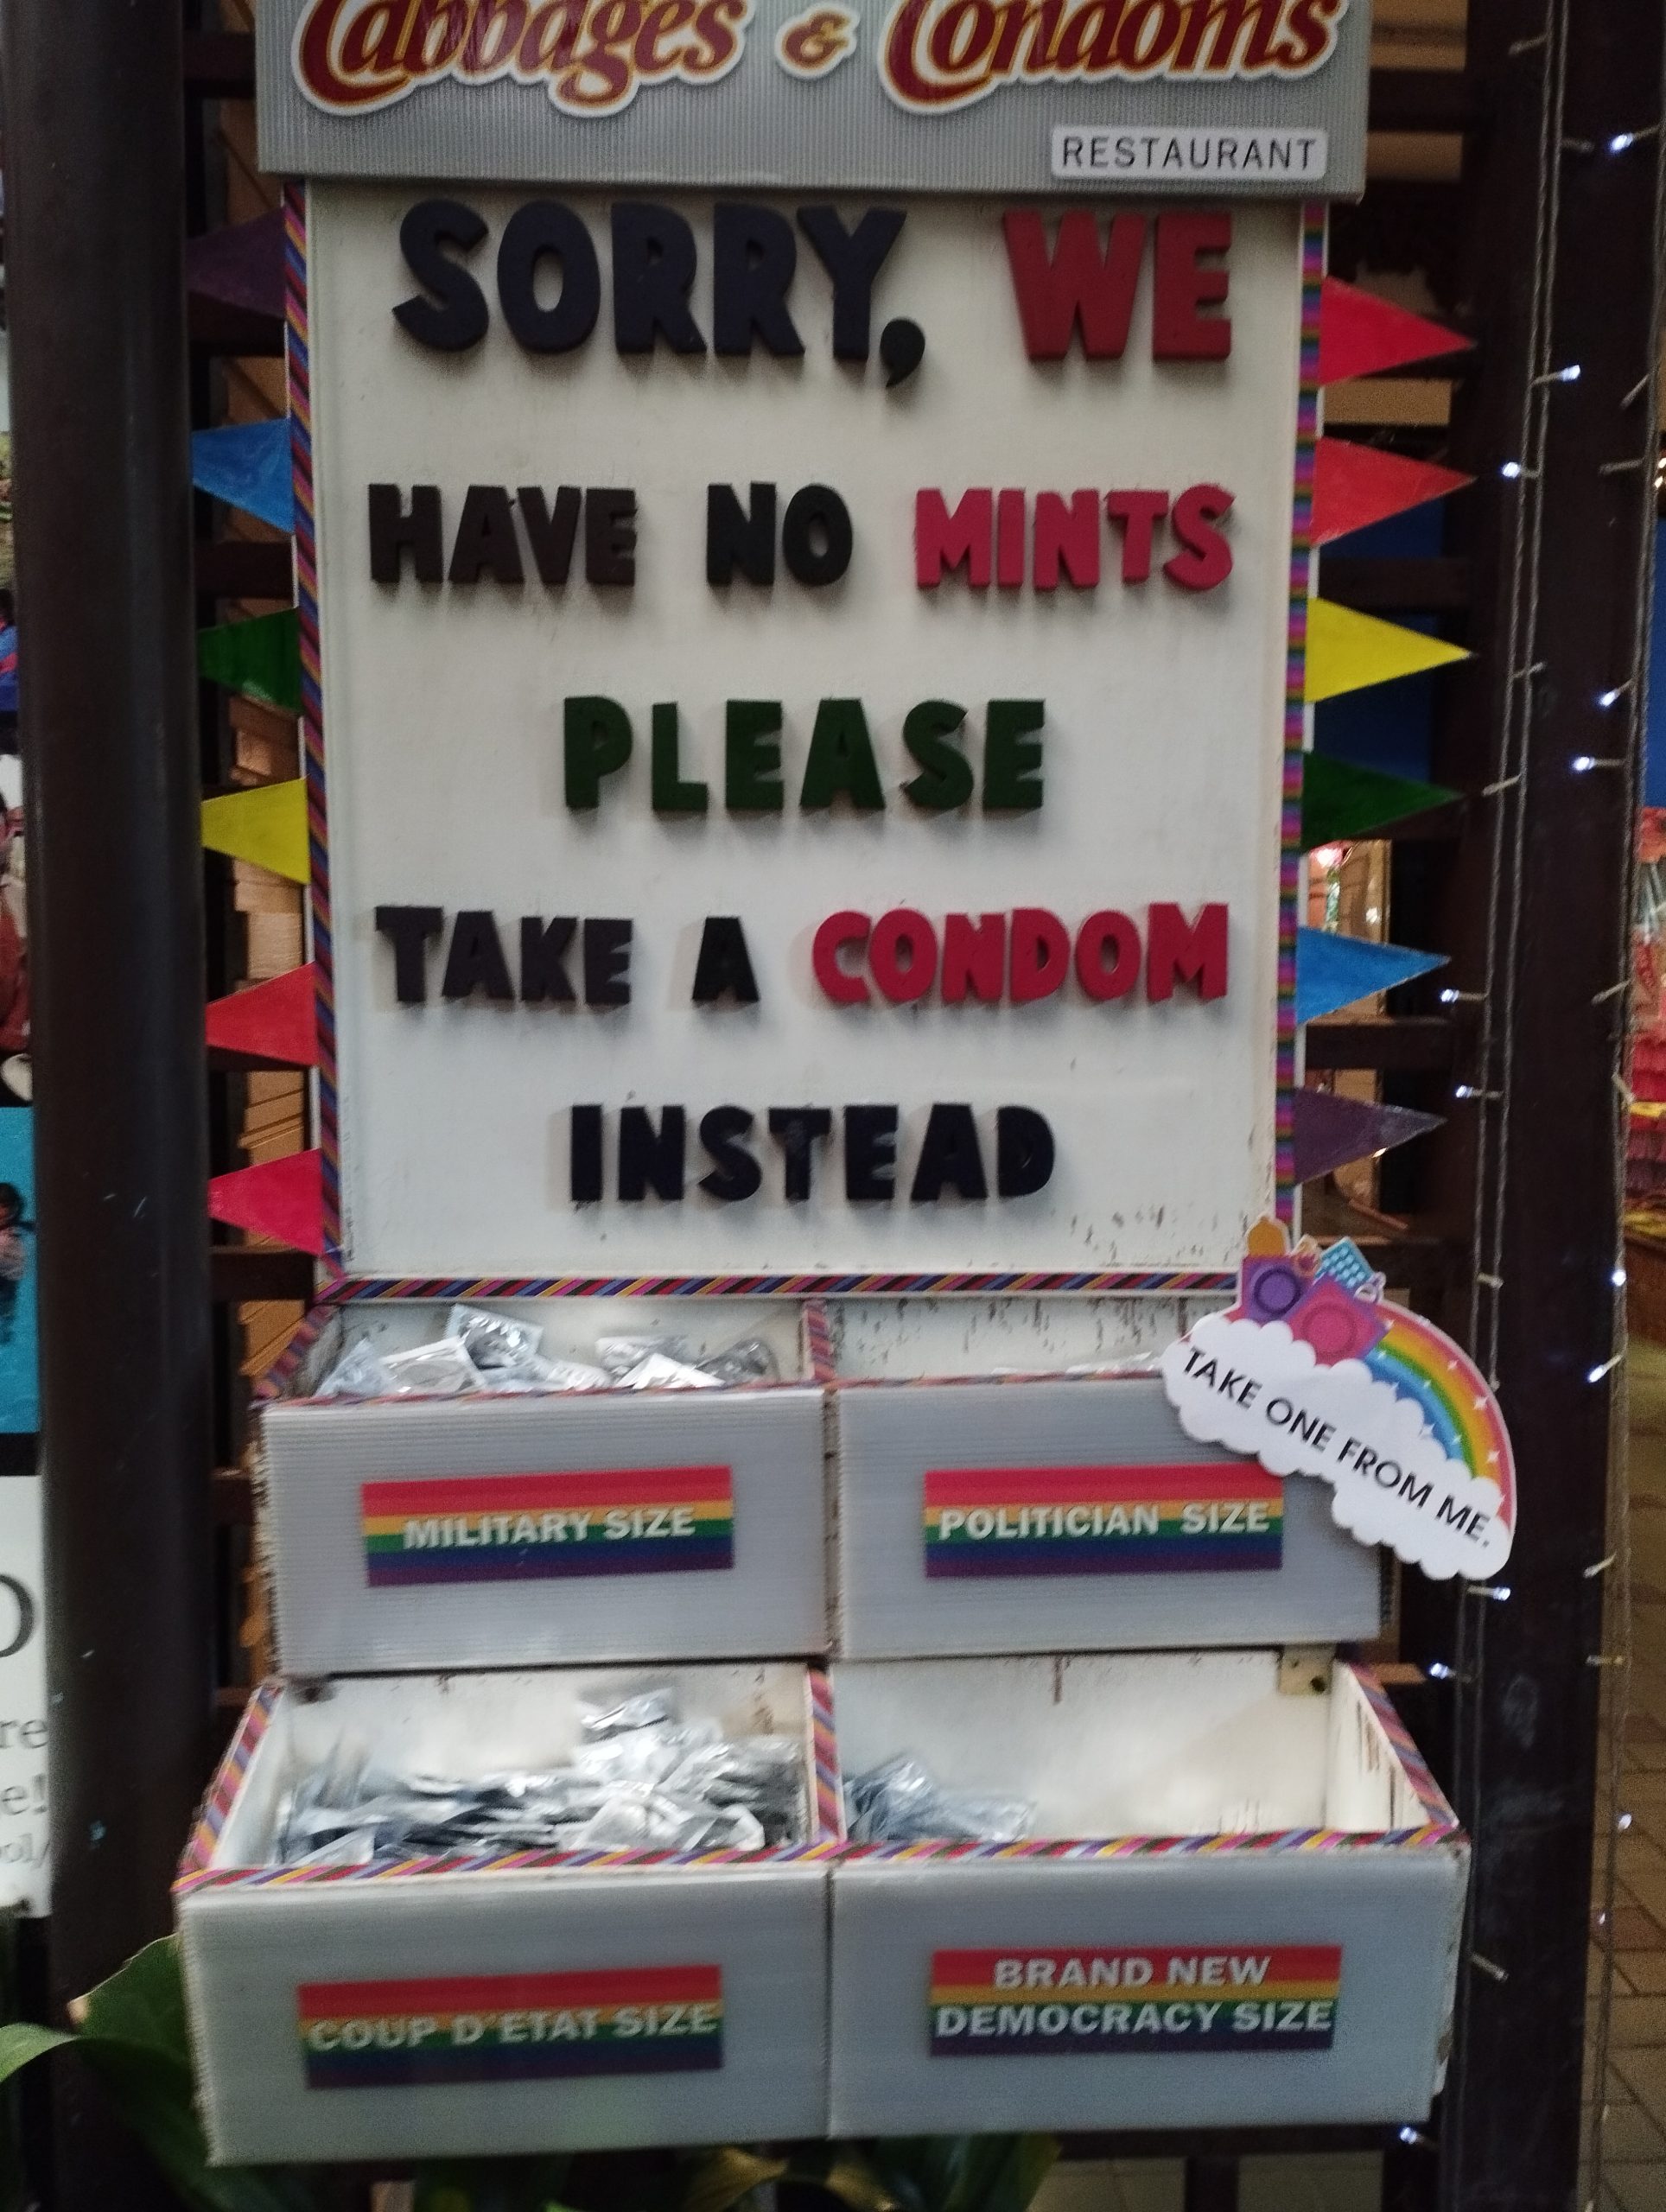 Cabbages & Condoms
RESTAURANT
SORRY, WE
HAVE NO MINTS
PLEASE
TAKE A CONDOM
INSTEAD
TAKE ONE FROM ME.
MILITARY SIZE
POLITICIAN SIZE
COUP D'ETAT SIZE
BRAND NEW
DEMOCRACY SIZE